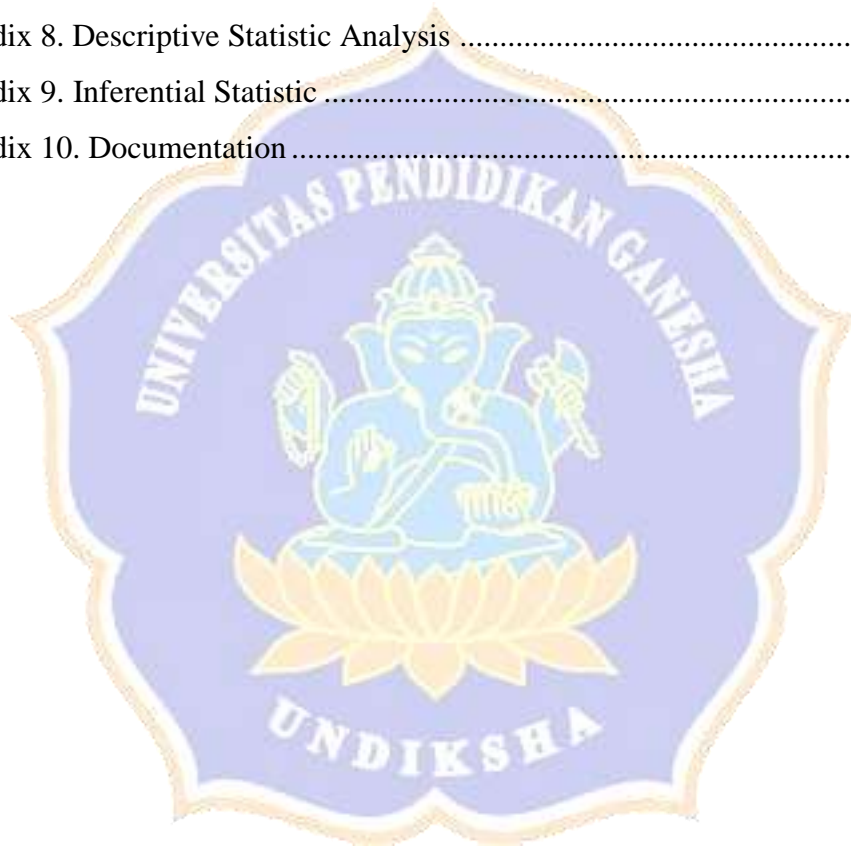 dix 8. Descriptive Statistic Analysis ....................................................
dix 9. Inferential Statistic .......................................................................
dix 10. Documentation ...........................................................................
UNIVERSITAS PENDIDIKAN GANESHA
UNDIKSHA